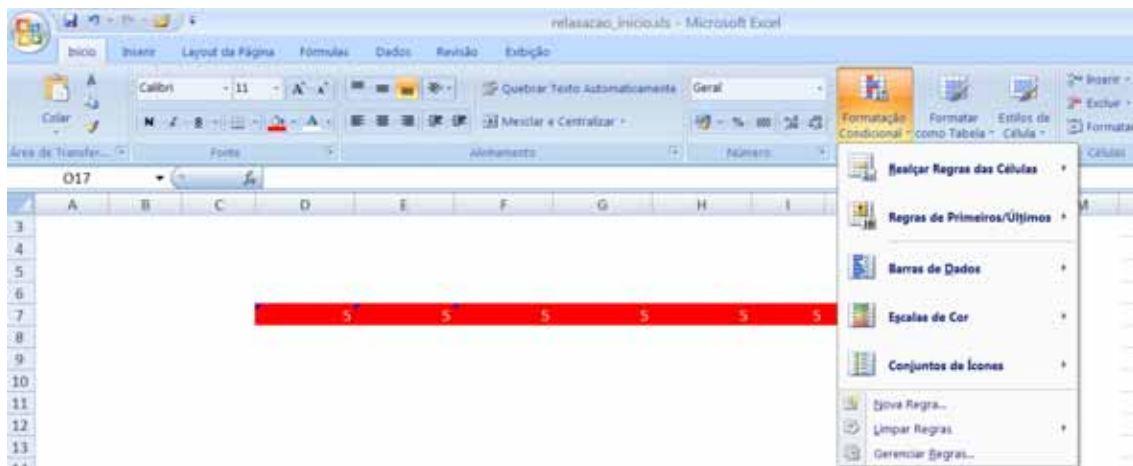 relaxacao_inicio.xls - Microsoft Excel
Início Inserir Layout da Página Fórmulas Dados Revisão Exibição
Calibri 11 A A Quebrar Texto Automaticamente Geral Inserir
Colar N I S A Mesclar e Centralizar % 000 Formatação Condicional Formatar como Tabela Estilos de Célula Excluir
Formatar
Área de Transfer... Fonte Alinhamento Número Células
O17 fx
A B C D E F G H I M
3
4
5
6
7 5 5 5 5 5 5
8
9
10
11
12
13
Realçar Regras das Células
Regras de Primeiros/Últimos
Barras de Dados
Escalas de Cor
Conjuntos de Ícones
Nova Regra...
Limpar Regras
Gerenciar Regras...